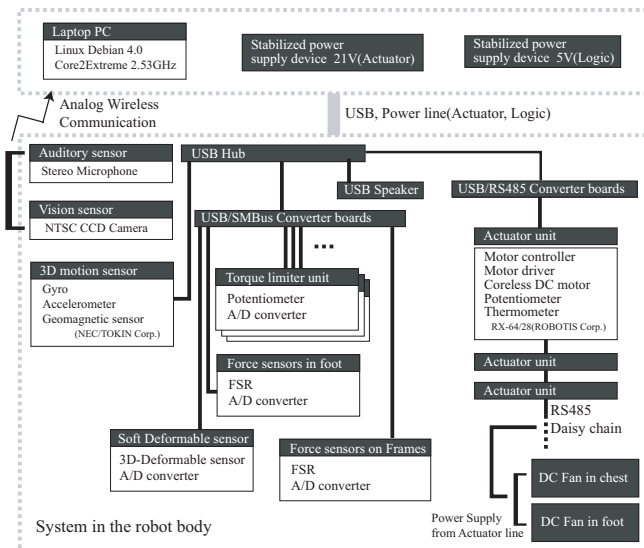 Laptop PC
Linux Debian 4.0
Core2Extreme 2.53GHz
Stabilized power
supply device 21V(Actuator)
Stabilized power
supply device 5V(Logic)
Analog Wireless
Communication
USB, Power line(Actuator, Logic)
Auditory sensor
Stereo Microphone
Vision sensor
NTSC CCD Camera
3D motion sensor
Gyro
Accelerometer
Geomagnetic sensor
(NEC/TOKIN Corp.)
USB Hub
USB Speaker
USB/SMBus Converter boards
...
Torque limiter unit
Potentiometer
A/D converter
Force sensors in foot
FSR
A/D converter
Soft Deformable sensor
3D-Deformable sensor
A/D converter
Force sensors on Frames
FSR
A/D converter
USB/RS485 Converter boards
Actuator unit
Motor controller
Motor driver
Coreless DC motor
Potentiometer
Thermometer
RX-64/28(ROBOTIS Corp.)
Actuator unit
Actuator unit
RS485
Daisy chain
DC Fan in chest
DC Fan in foot
Power Supply
from Actuator line
System in the robot body